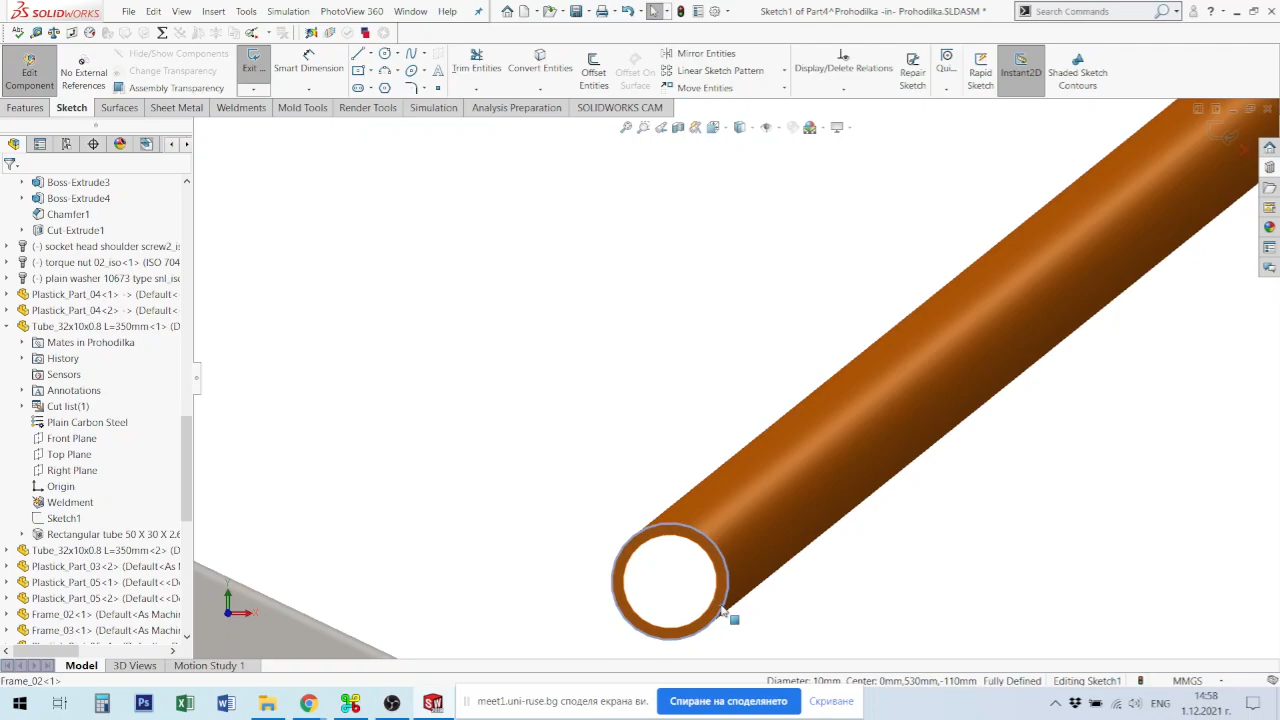 SOLIDWORKS File Edit View Insert Tools Simulation PhotoView 360 Window Help Sketch1 of Part4^Prohodilka -in- Prohodilka.SLDASM * Search Commands
Edit Component
No External References
Hide/Show Components
Change Transparency
Assembly Transparency
Exit ...
Smart Dimension
Trim Entities
Convert Entities
Offset Entities
Offset On Surface
Mirror Entities
Linear Sketch Pattern
Move Entities
Display/Delete Relations
Repair Sketch
Qui...
Rapid Sketch
Instant2D
Shaded Sketch Contours
Features Sketch Surfaces Sheet Metal Weldments Mold Tools Render Tools Simulation Analysis Preparation SOLIDWORKS CAM
Boss-Extrude3
Boss-Extrude4
Chamfer1
Cut-Extrude1
(-) socket head shoulder screw2_is
(-) torque nut 02_iso<1> (ISO 704
(-) plain washer 10673 type snl_iso
Plastick_Part_04<1> -> (Default<
Plastick_Part_04<2> -> (Default<
Tube_32x10x0.8 L=350mm<1> (D
Mates in Prohodilka
History
Sensors
Annotations
Cut list(1)
Plain Carbon Steel
Front Plane
Top Plane
Right Plane
Origin
Weldment
Sketch1
Rectangular tube 50 X 30 X 2.6
Tube_32x10x0.8 L=350mm<2> (D
Plastick_Part_03<2> (Default<As
Plastick_Part_05<1> (Default<<D
Plastick_Part_05<2> (Default<<D
Frame_02<1> (Default<As Machin
Frame_03<1> (Default<As Machin
Y
X
Model 3D Views Motion Study 1
Frame_02<1> Diameter: 10mm Center: 0mm,530mm,-110mm Fully Defined Editing Sketch1 MMGS
meet1.uni-ruse.bg споделя екрана ви. Спиране на споделянето Скриване
ENG
14:58
1.12.2021 г.